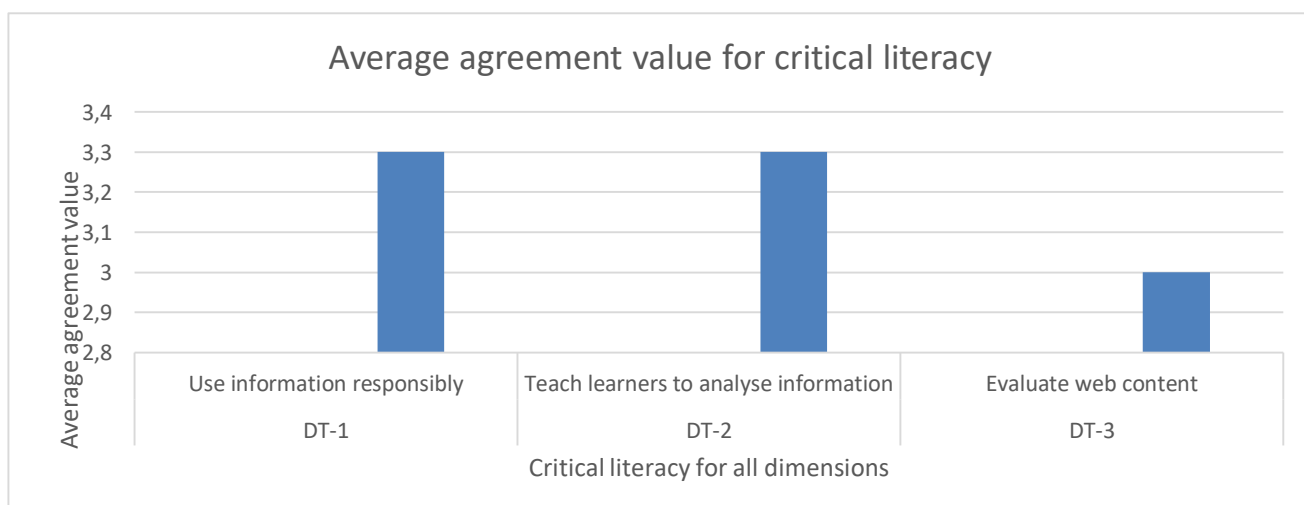 Average agreement value for critical literacy
Average agreement value
3,4
3,3
3,2
3,1
3
2,9
2,8
Use information responsibly
Teach learners to analyse information
Evaluate web content
DT-1
DT-2
DT-3
Critical literacy for all dimensions